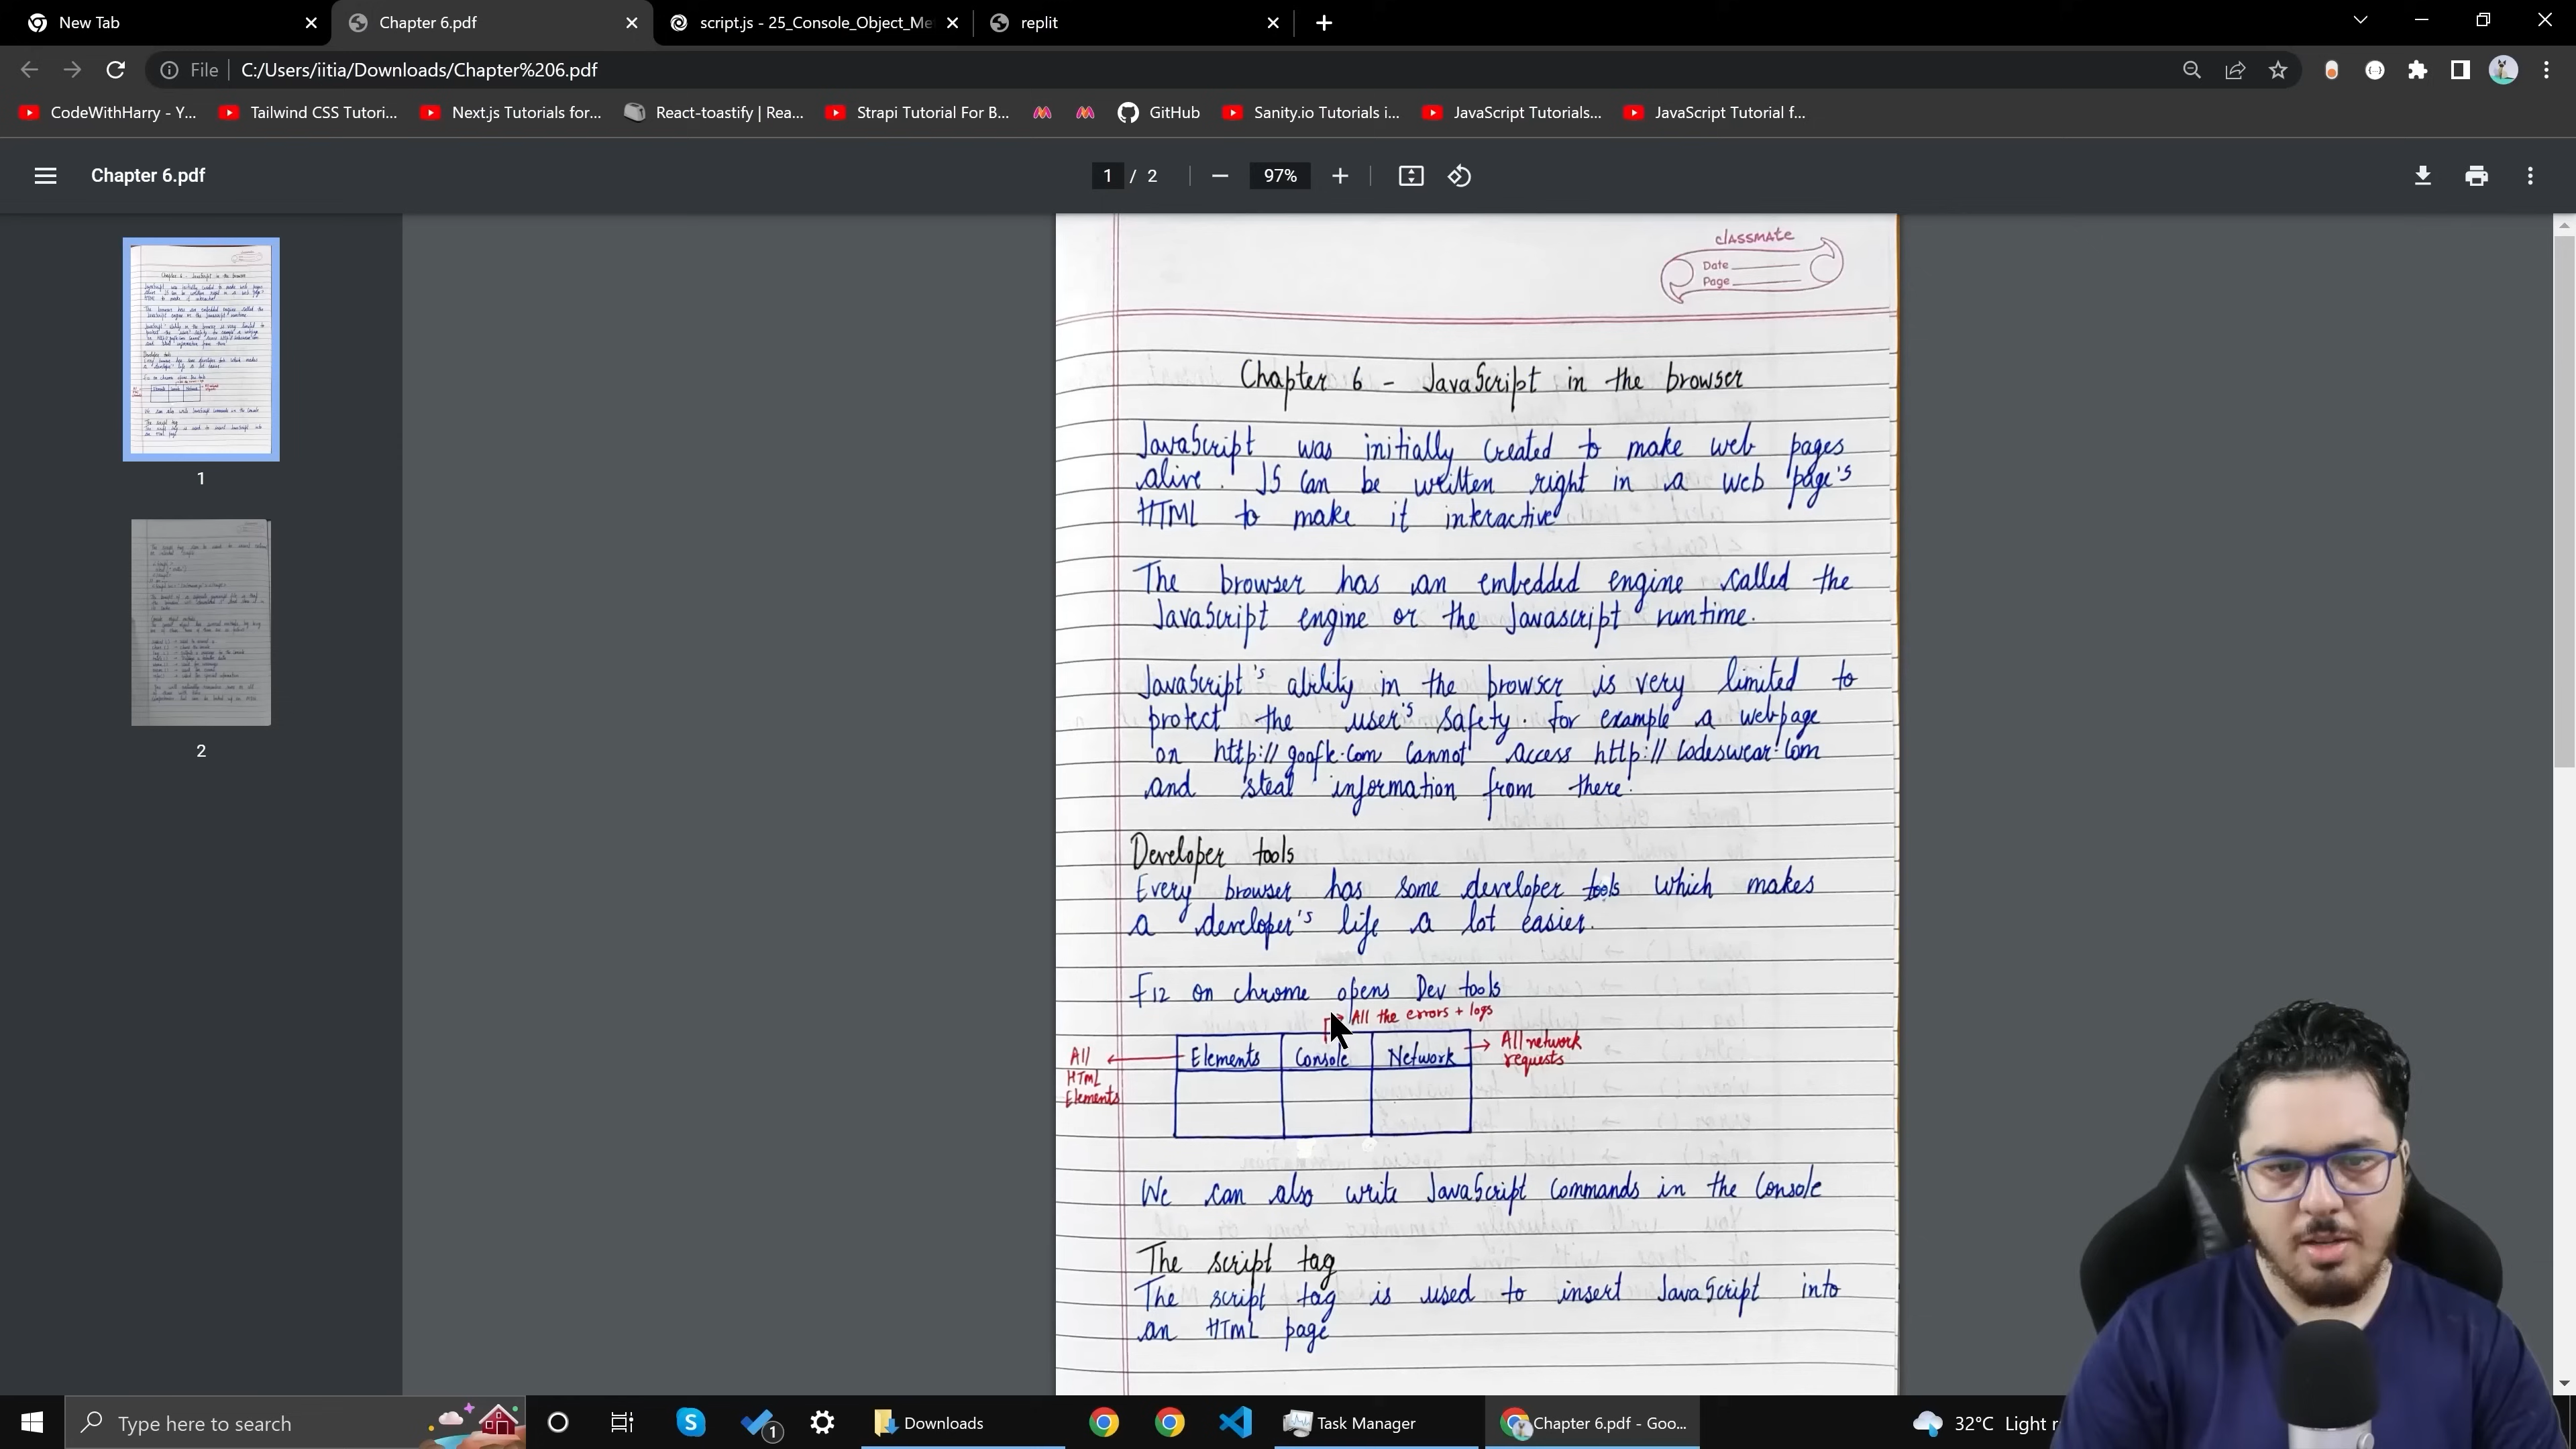 New Tab
Chapter 6.pdf
script.js - 25_Console_Object_Me
replit
File
C:/Users/iitia/Downloads/Chapter%206.pdf
CodeWithHarry - Y...
Tailwind CSS Tutori...
Next.js Tutorials for...
React-toastify | Rea...
Strapi Tutorial For B...
GitHub
Sanity.io Tutorials i...
JavaScript Tutorials...
JavaScript Tutorial f...
Chapter 6.pdf
1 / 2
97%
1
2
classmate
Date
Page
Chapter 6 - JavaScript in the browser
JavaScript was initially created to make web pages
alive. JS can be written right in a web page's
HTML to make it interactive
The browser has an embedded engine called the
JavaScript engine or the Javascript runtime.
JavaScript's ability in the browser is very limited to
protect the user's safety. For example a webpage
on http://google.com cannot access http://codeswear.com
and steal information from there.
Developer tools
Every browser has some developer tools which makes
a developer's life a lot easier.
F12 on chrome opens Dev tools
All the errors + logs
All
HTML
Elements
Elements
Console
Network
All network
requests
We can also write JavaScript commands in the Console
The script tag
The script tag is used to insert JavaScript into
an HTML page
Type here to search
1
Downloads
Task Manager
Chapter 6.pdf - Goo...
32°C Light r